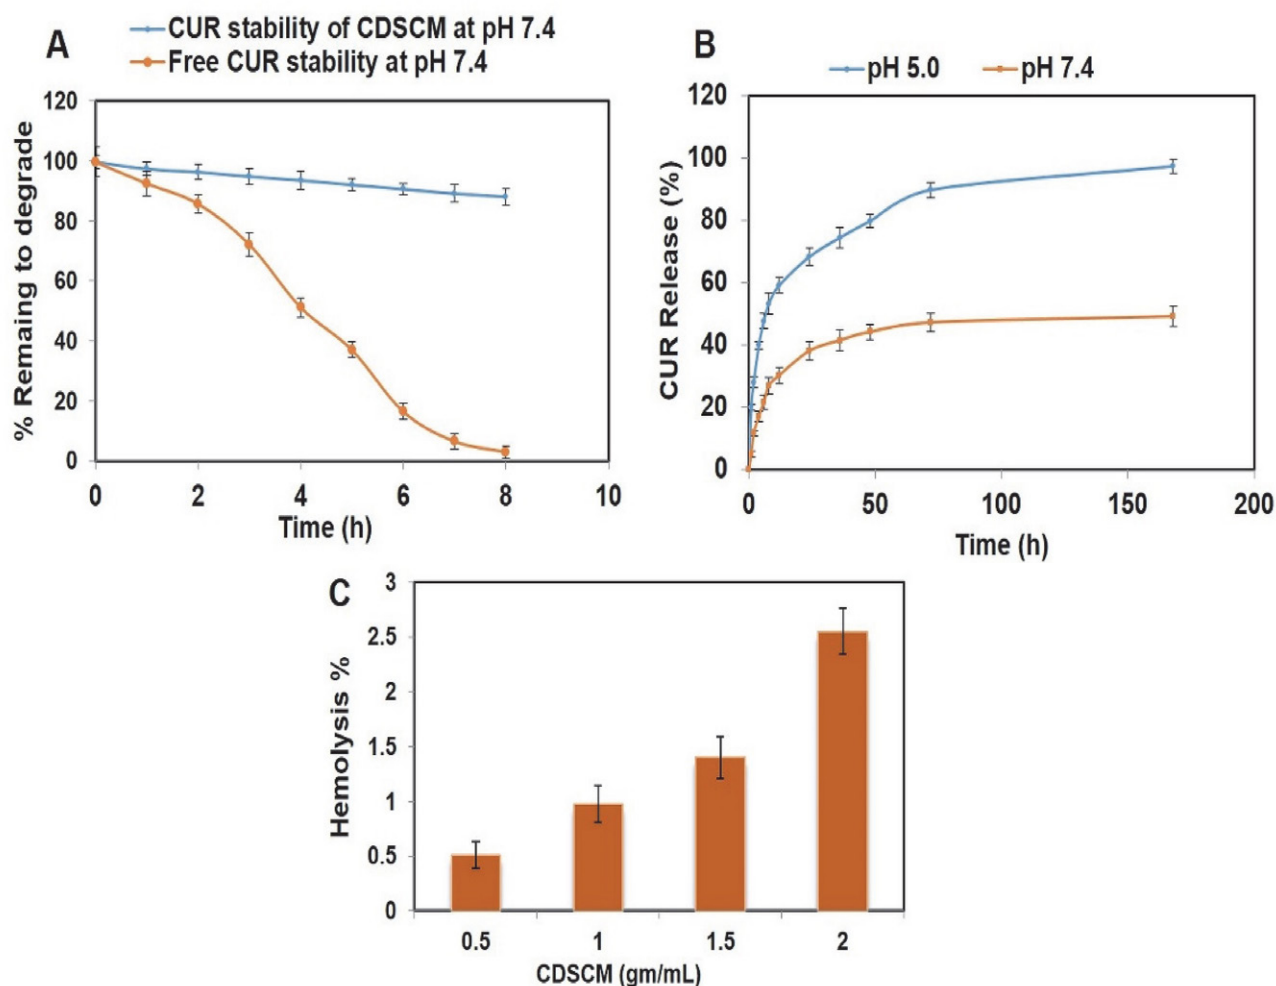 A
CUR stability of CDSCM at pH 7.4
Free CUR stability at pH 7.4
% Remaing to degrade
120
100
80
60
40
20
0
0 2 4 6 8 10
Time (h)
B
pH 5.0 pH 7.4
CUR Release (%)
120
100
80
60
40
20
0
0 50 100 150 200
Time (h)
C
Hemolysis %
3
2.5
2
1.5
1
0.5
0
0.5 1 1.5 2
CDSCM (gm/mL)